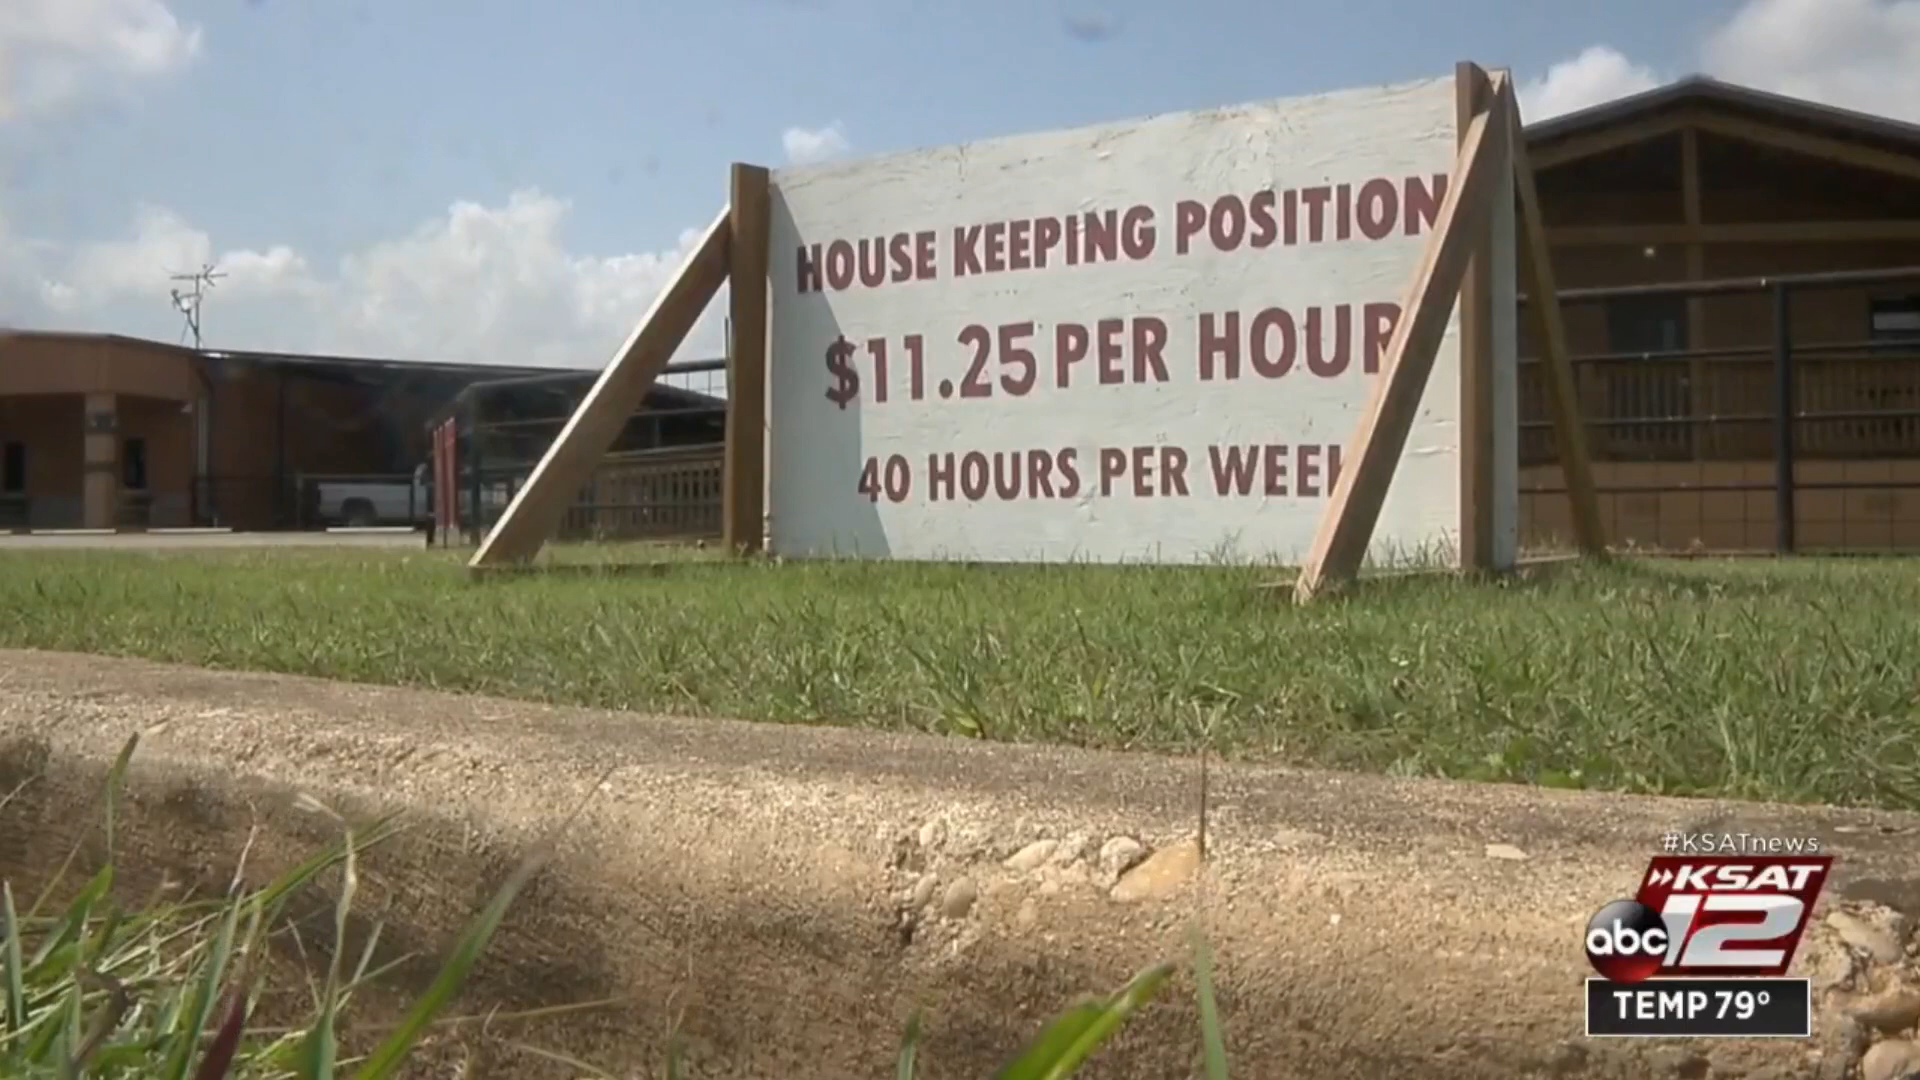 HOUSE KEEPING POSITION
$11.25 PER HOUR
40 HOURS PER WEEK
#KSATnews
KSAT
abc 12
TEMP 79°